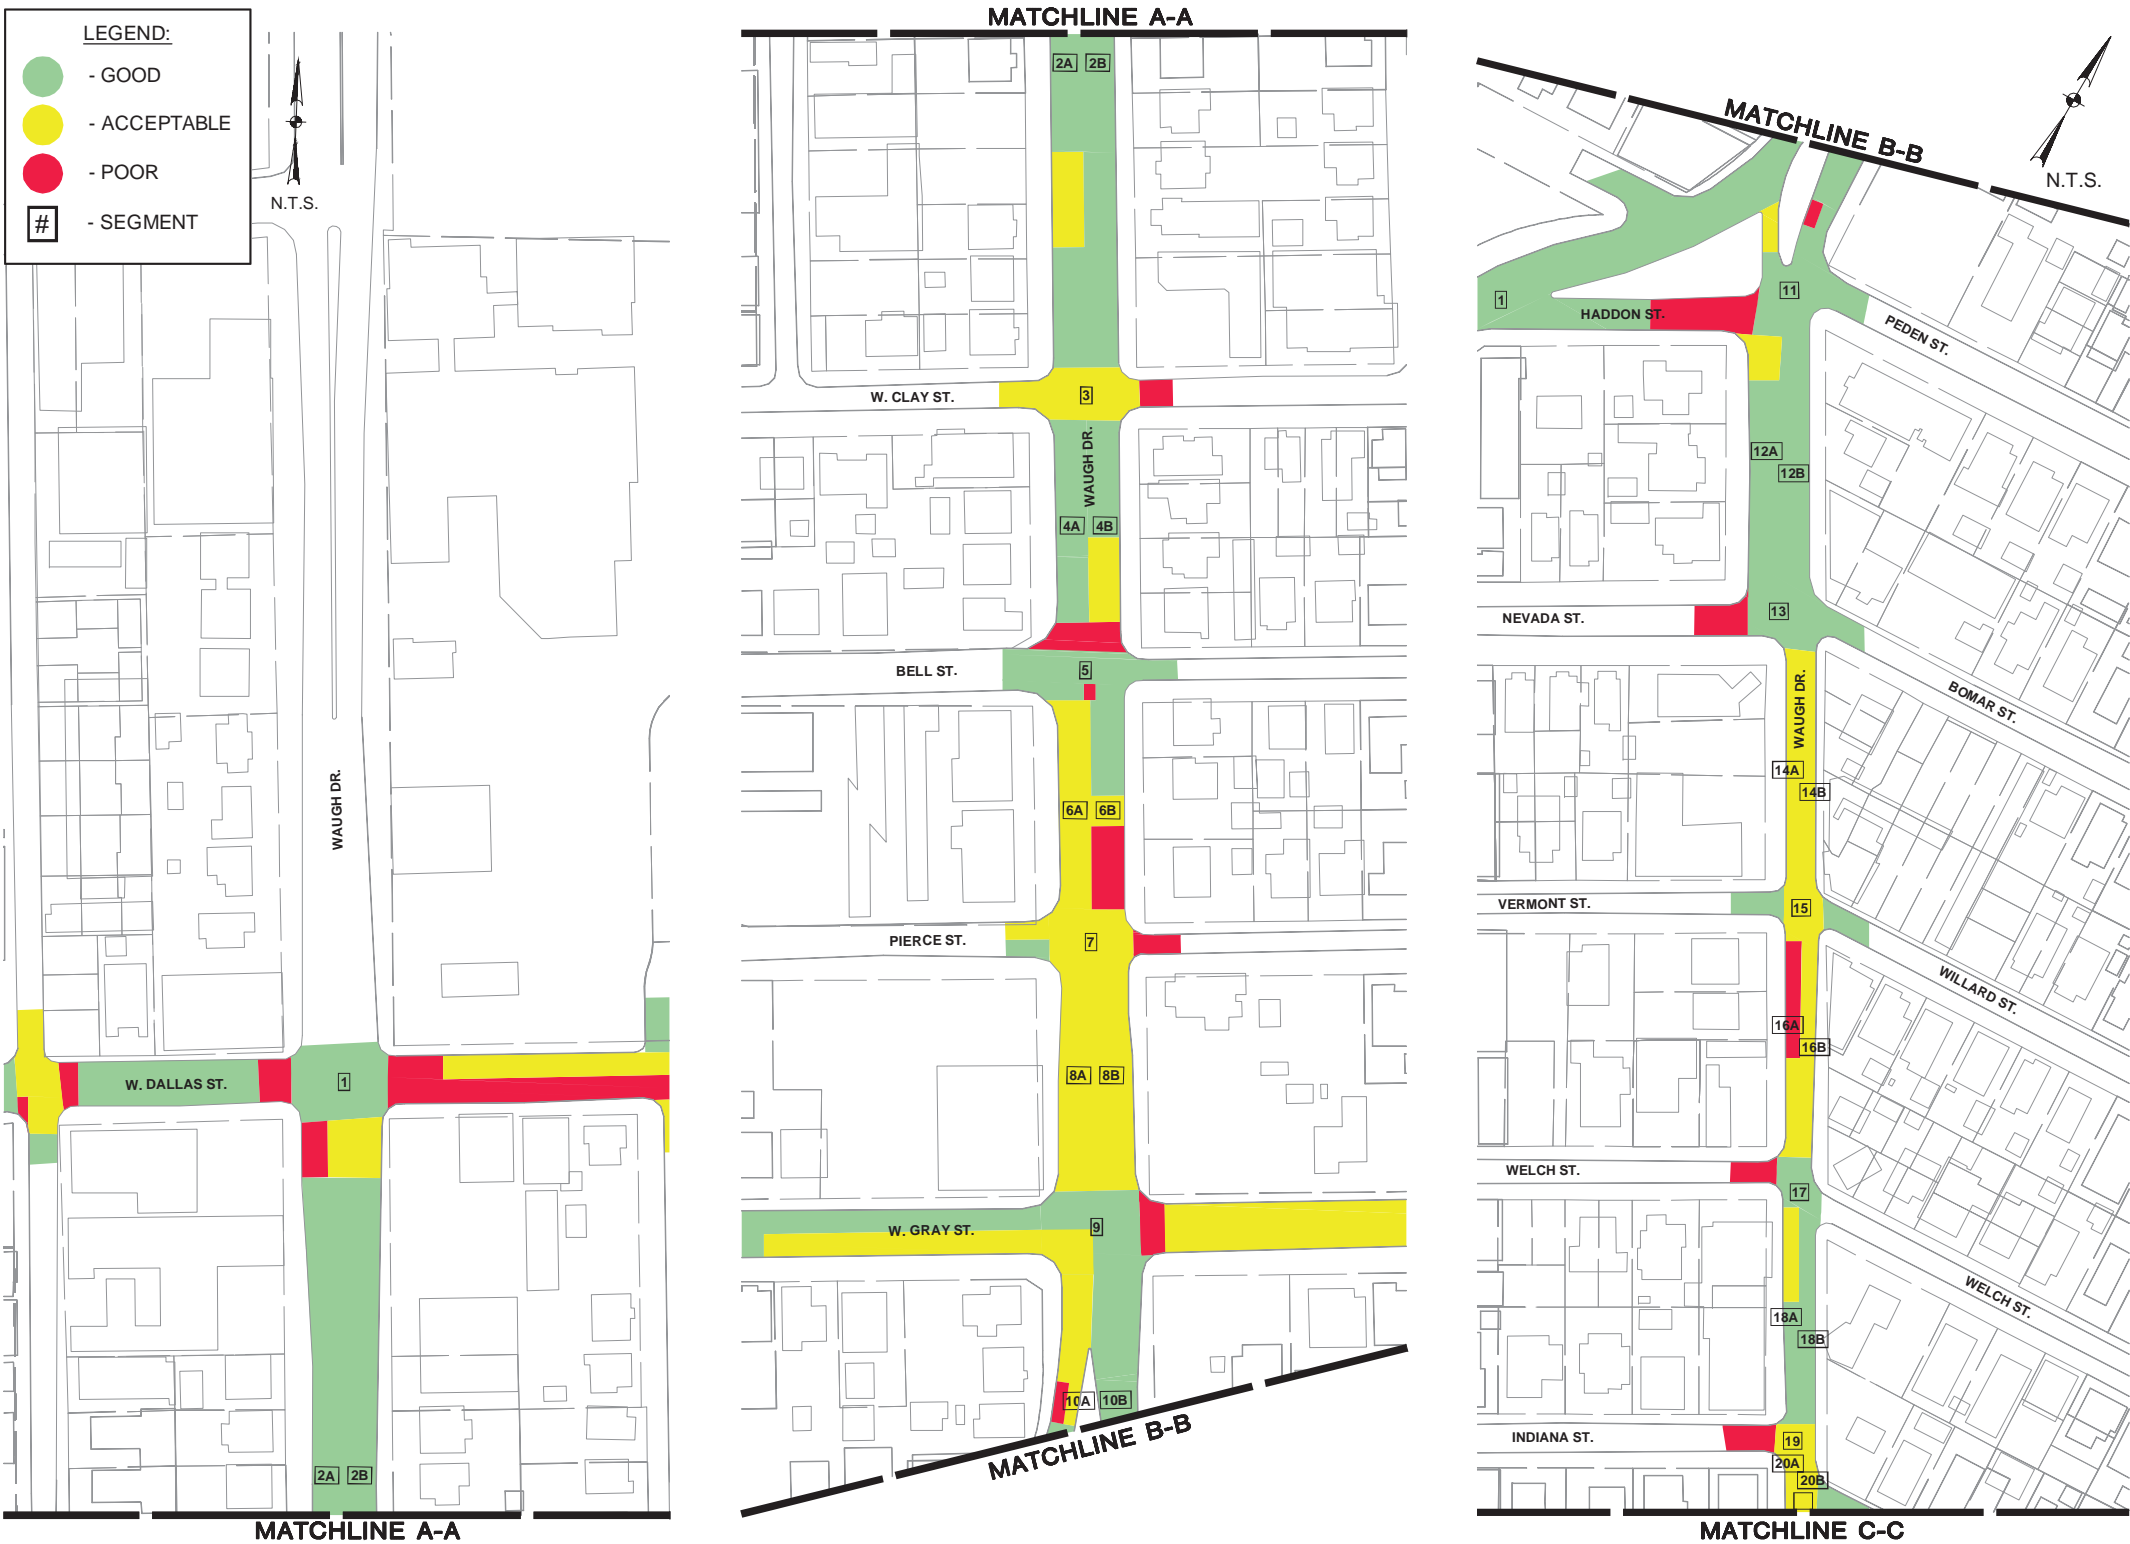 LEGEND:
- GOOD
- ACCEPTABLE
- POOR
# - SEGMENT
N.T.S.
WAUGH DR.
W. DALLAS ST.
1
2A 2B
MATCHLINE A-A
MATCHLINE A-A
2A 2B
W. CLAY ST.
3
WAUGH DR.
4A 4B
BELL ST.
5
6A 6B
PIERCE ST.
7
8A 8B
W. GRAY ST.
9
10A 10B
MATCHLINE B-B
MATCHLINE B-B
N.T.S.
1
11
HADDON ST.
PEDEN ST.
12A
12B
NEVADA ST.
13
WAUGH DR.
BOMAR ST.
14A
14B
VERMONT ST.
15
WILLARD ST.
16A
16B
WELCH ST.
17
WELCH ST.
18A
18B
INDIANA ST.
19
20A
20B
MATCHLINE C-C